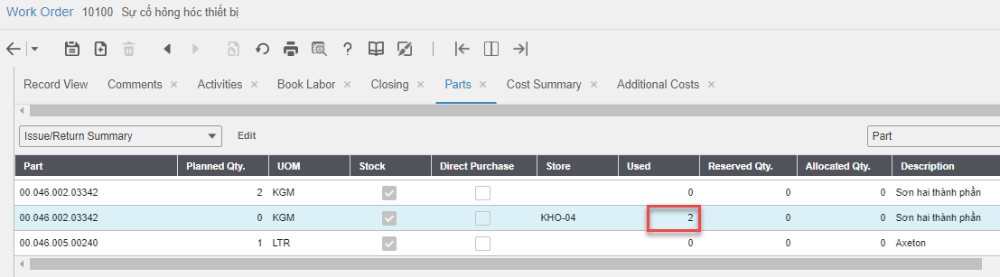 Work Order 10100 Sự cố hỏng hóc thiết bị
Record View Comments Activities Book Labor Closing Parts Cost Summary Additional Costs
Issue/Return Summary Edit Part
Part Planned Qty. UOM Stock Direct Purchase Store Used Reserved Qty. Allocated Qty. Description
00.046.002.03342 2 KGM 0 0 0 Sơn hai thành phần
00.046.002.03342 0 KGM KHO-04 2 0 0 Sơn hai thành phần
00.046.005.00240 1 LTR 0 0 0 Axeton